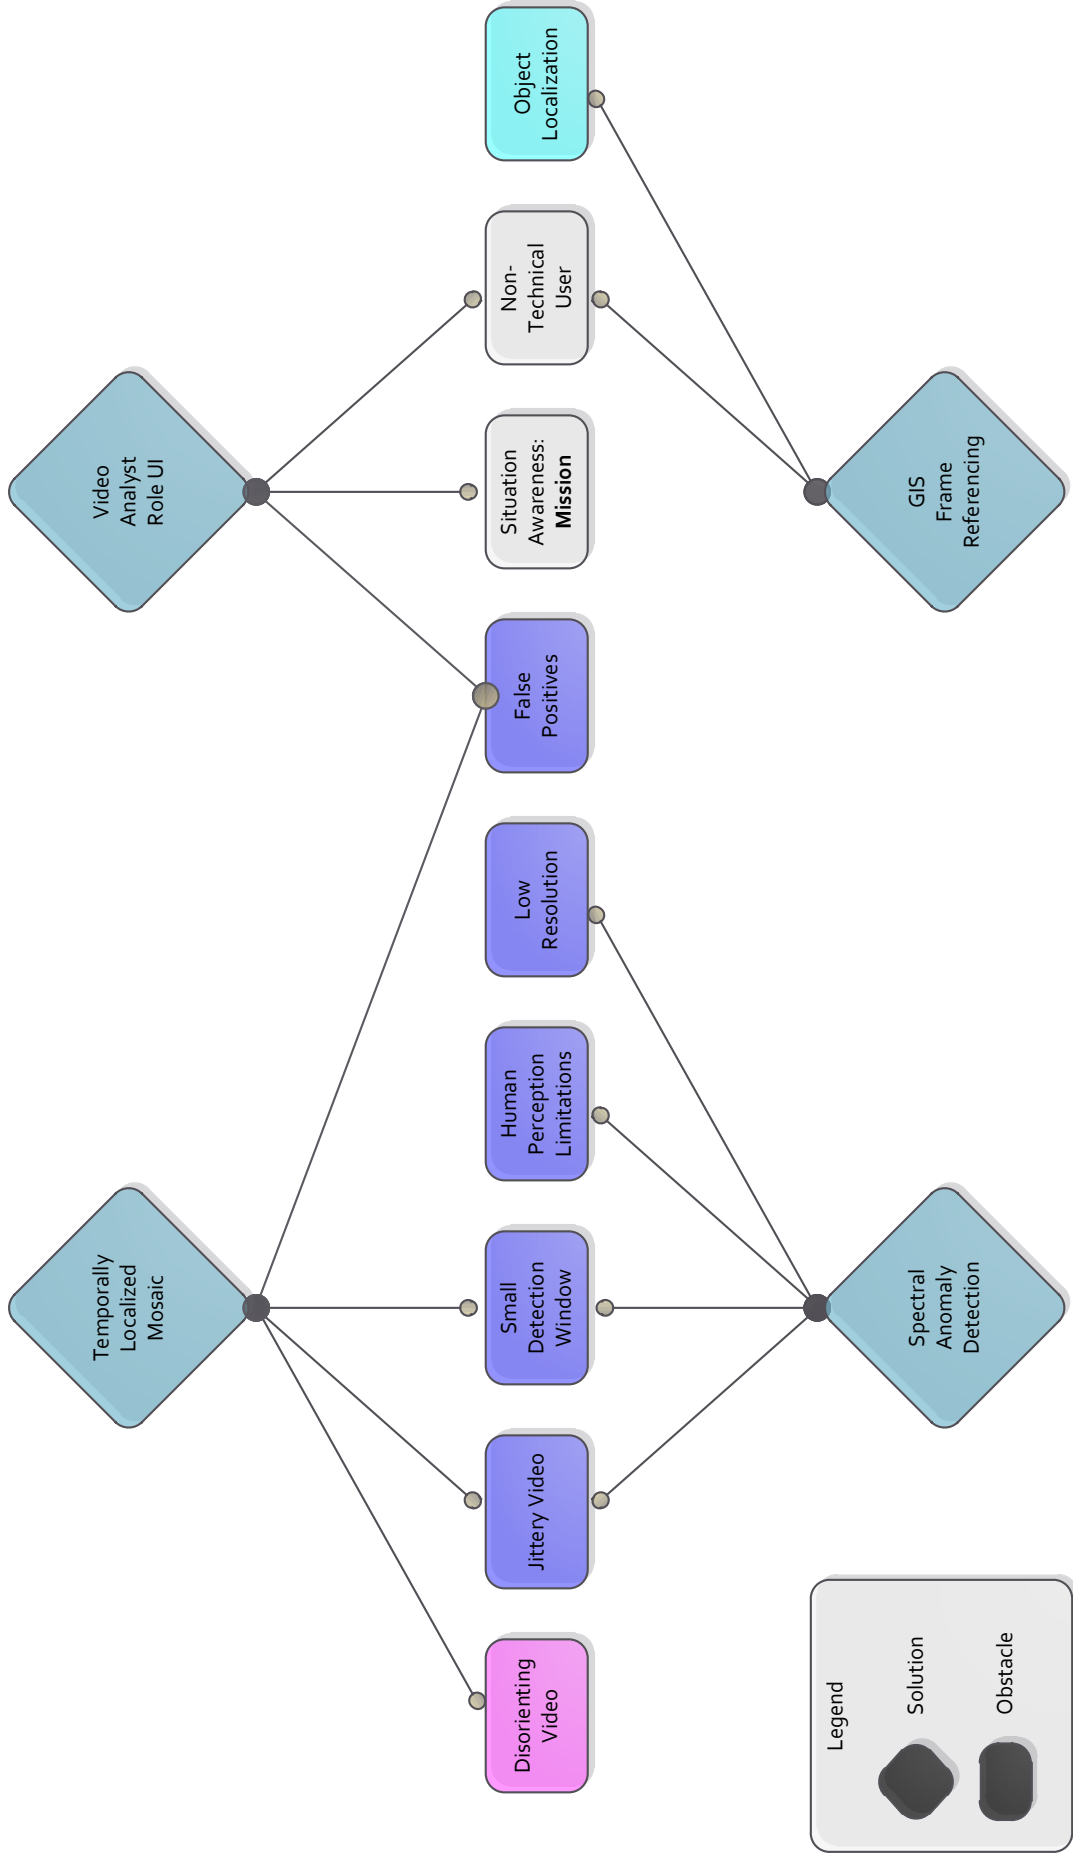 Temporally
Localized
Mosaic
Video
Analyst
Role UI
Disorienting
Video
Jittery Video
Small
Detection
Window
Human
Perception
Limitations
Low
Resolution
False
Positives
Situation
Awareness:
Mission
Non-
Technical
User
Object
Localization
Legend
Solution
Obstacle
Spectral
Anomaly
Detection
GIS
Frame
Referencing